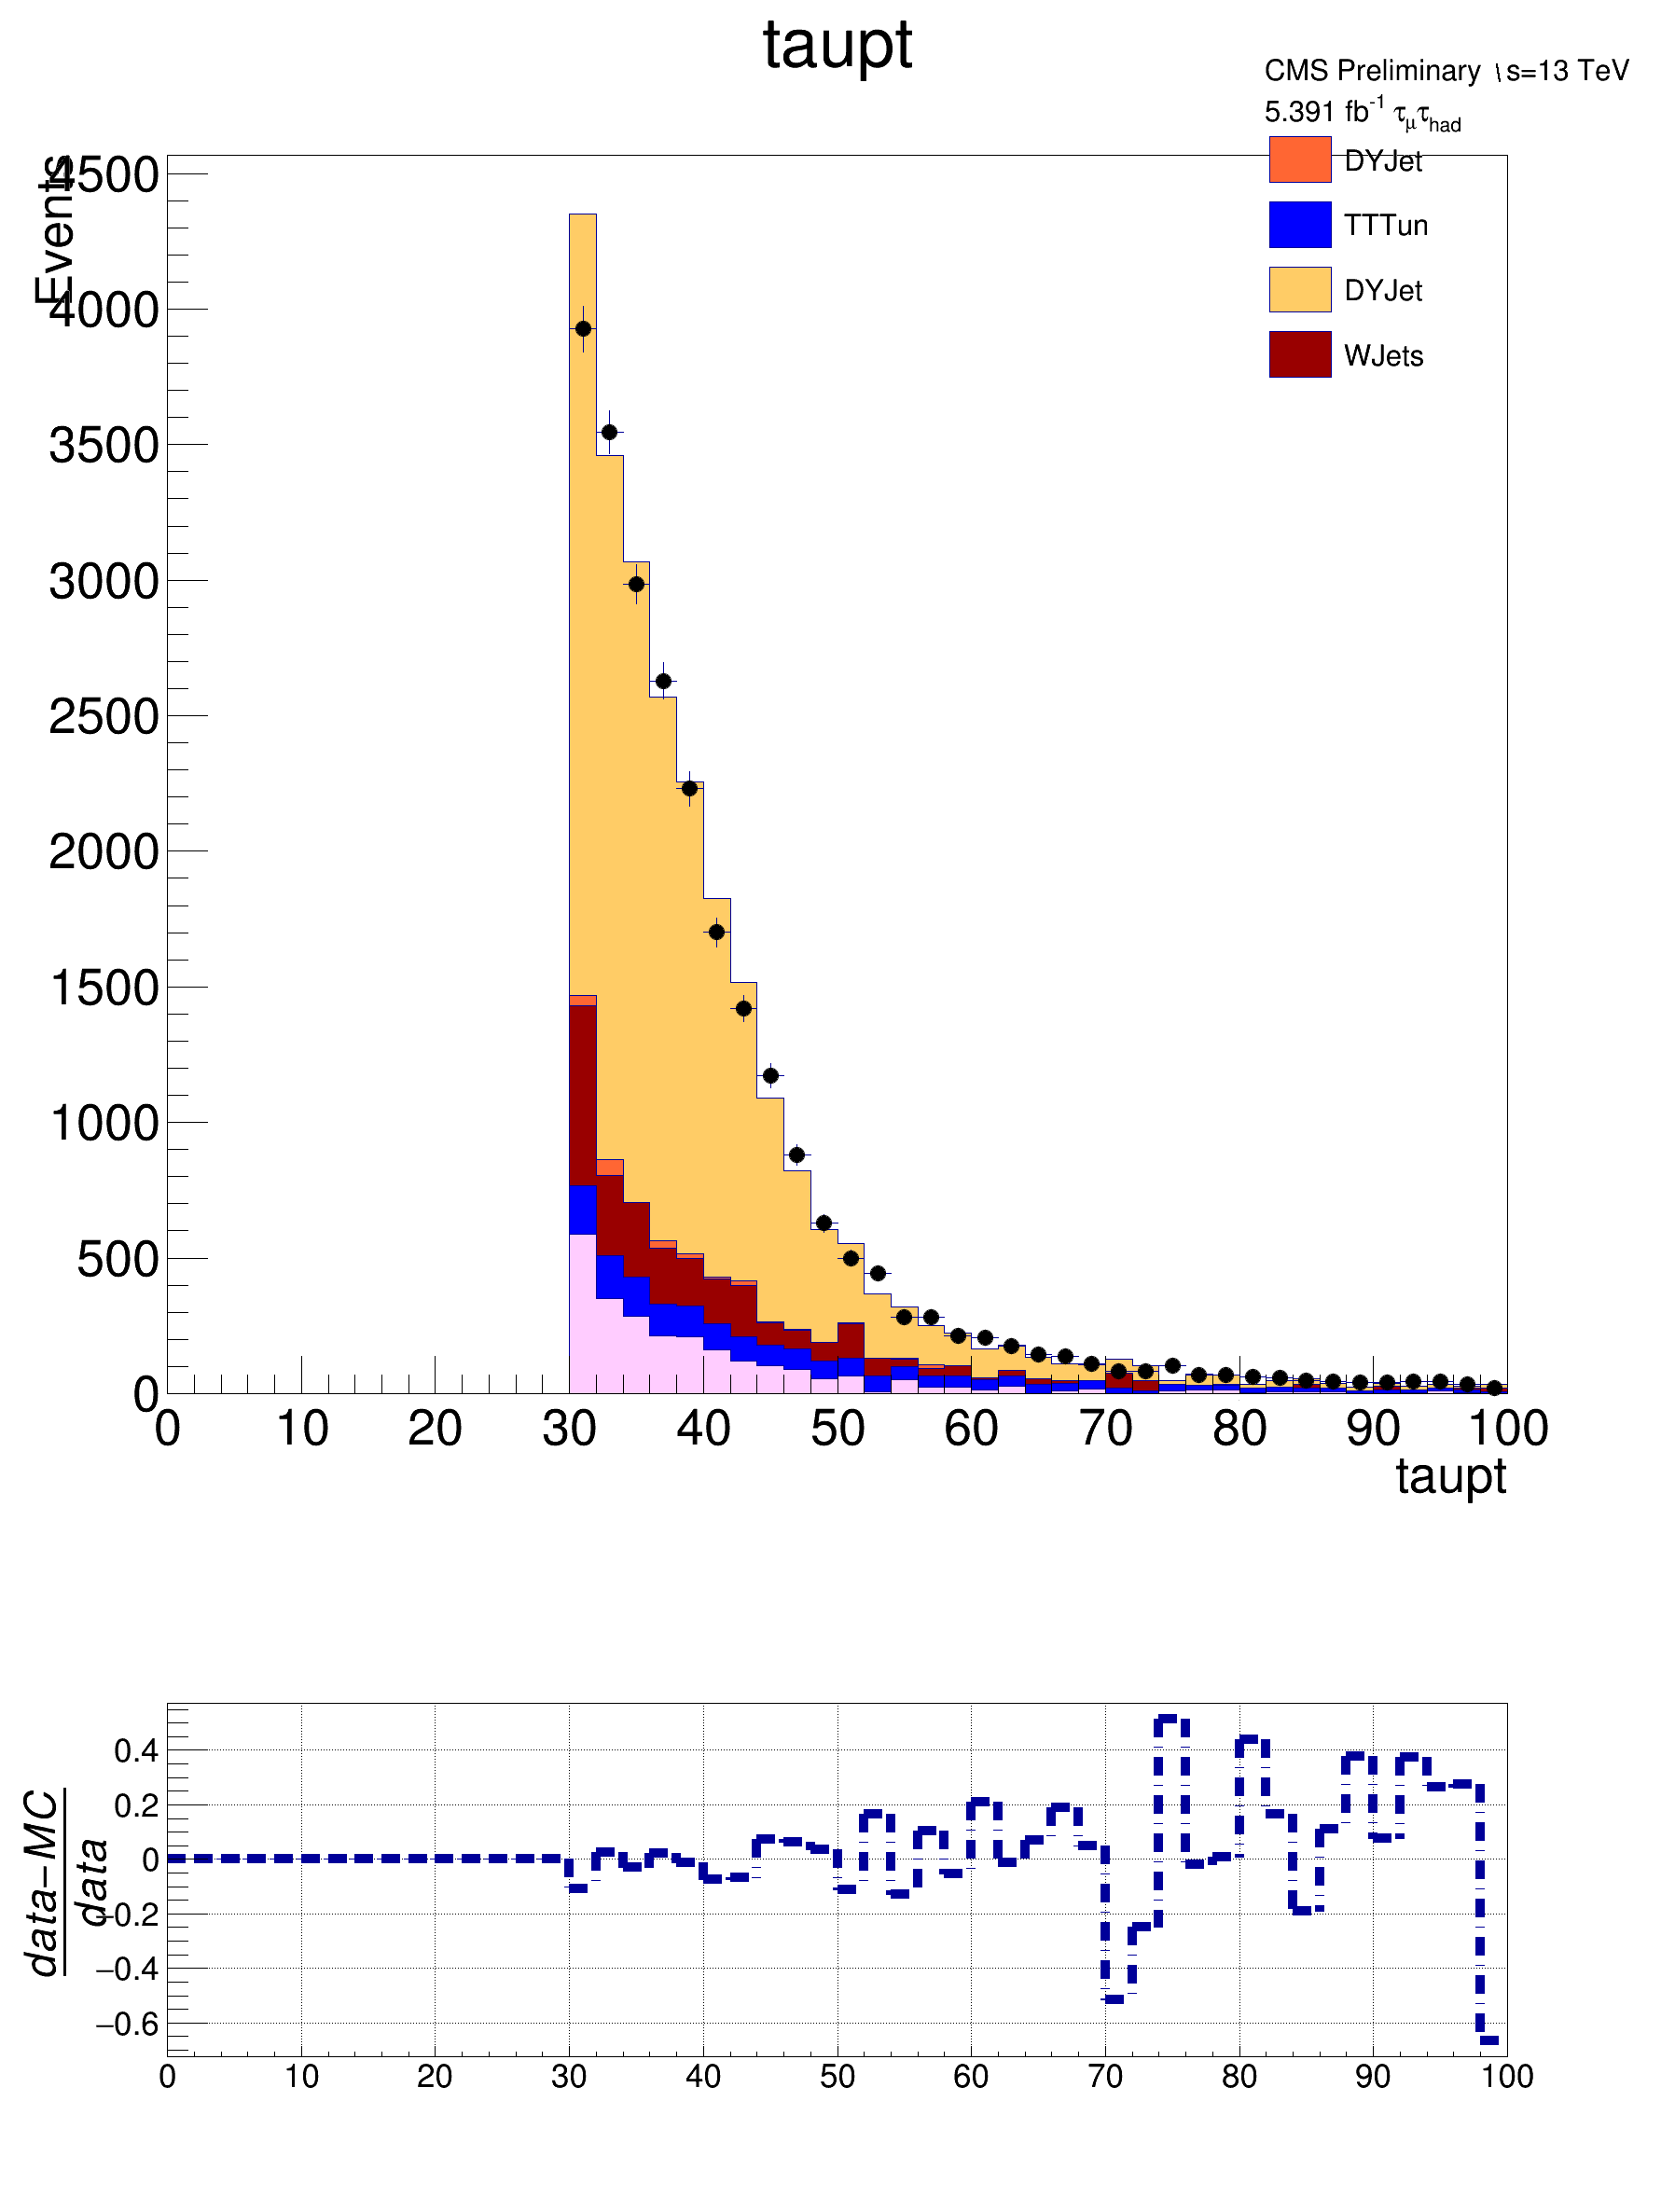 taupt
CMS Preliminary \s=13 TeV
5.391 fb-1 τμτhad
DYJet
TTTun
DYJet
WJets
Events
4500
4000
3500
3000
2500
2000
1500
1000
500
0
0 10 20 30 40 50 60 70 80 90 100
taupt
data−MC
data
0.4
0.2
0
−0.2
−0.4
−0.6
0 10 20 30 40 50 60 70 80 90 100